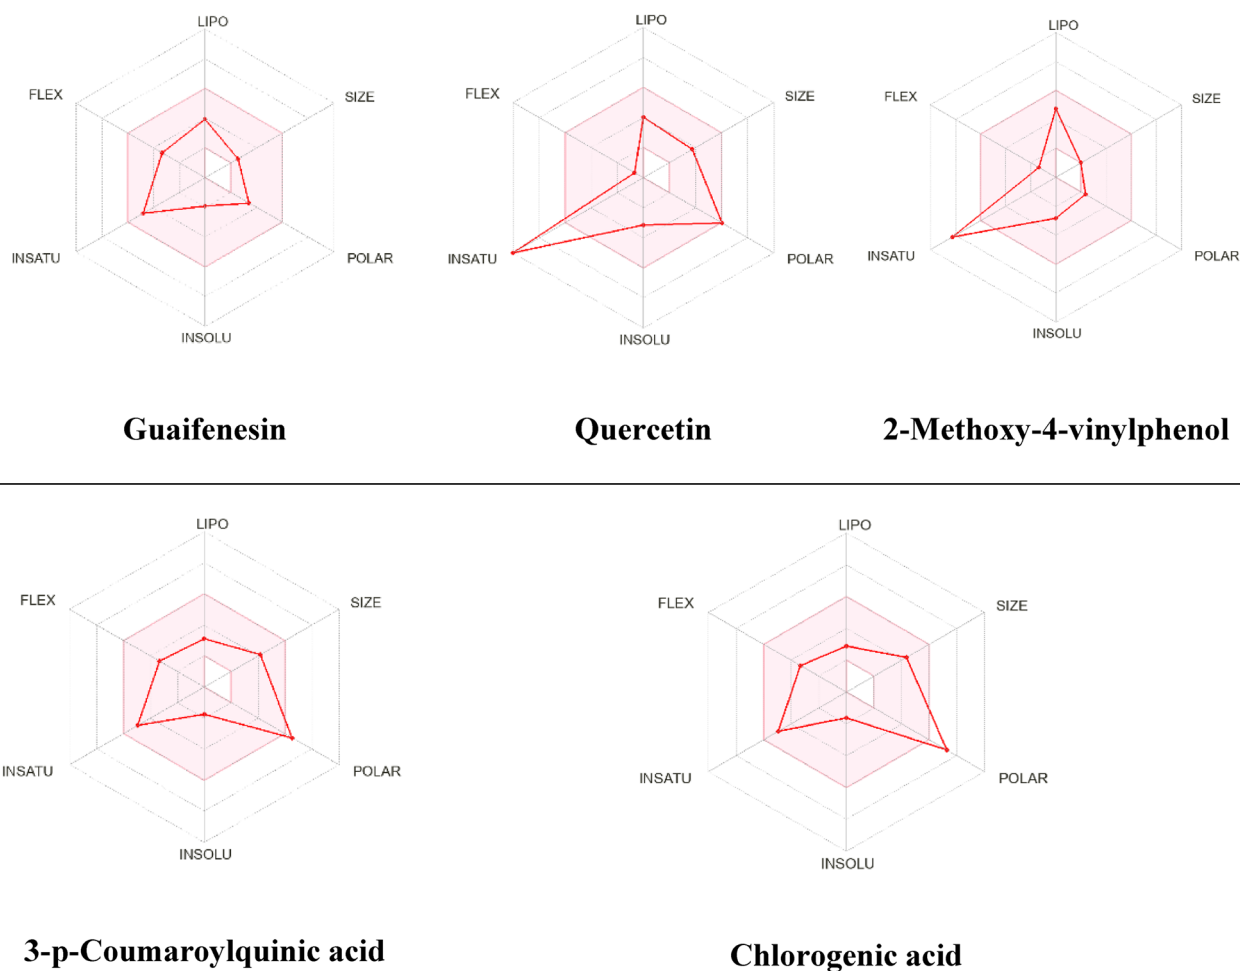 LIPO
FLEX
SIZE
INSATU
POLAR
INSOLU
Guaifenesin
LIPO
FLEX
SIZE
INSATU
POLAR
INSOLU
Quercetin
LIPO
FLEX
SIZE
INSATU
POLAR
INSOLU
2-Methoxy-4-vinylphenol
LIPO
FLEX
SIZE
INSATU
POLAR
INSOLU
3-p-Coumaroylquinic acid
LIPO
FLEX
SIZE
INSATU
POLAR
INSOLU
Chlorogenic acid